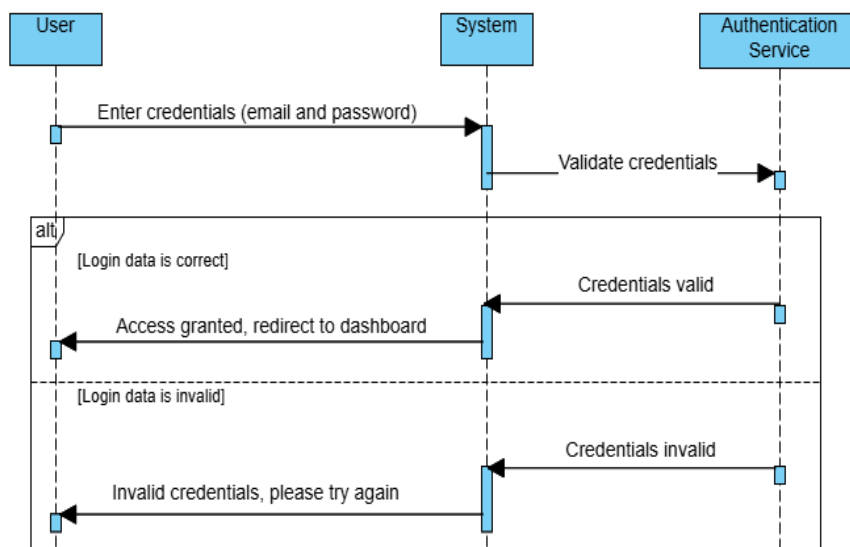 User
System
Authentication
Service
Enter credentials (email and password)
Validate credentials
alt
[Login data is correct]
Credentials valid
Access granted, redirect to dashboard
[Login data is invalid]
Credentials invalid
Invalid credentials, please try again